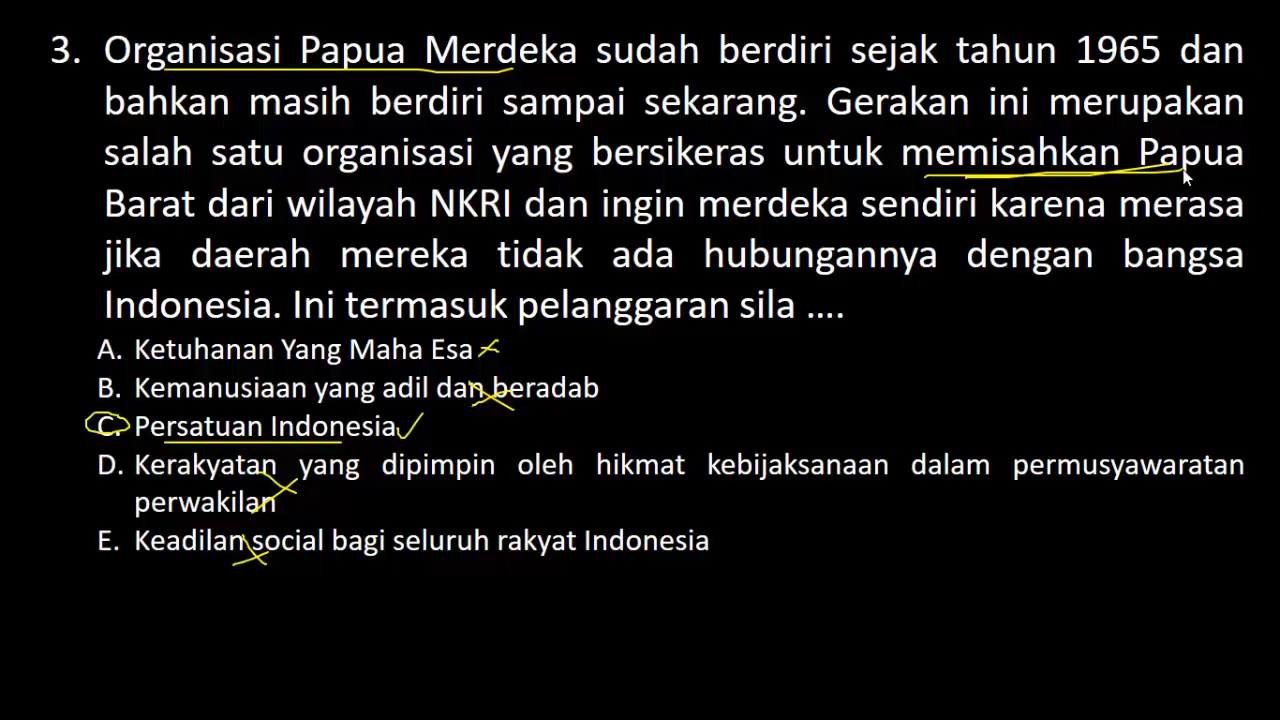 3. Organisasi Papua Merdeka sudah berdiri sejak tahun 1965 dan
bahkan masih berdiri sampai sekarang. Gerakan ini merupakan
salah satu organisasi yang bersikeras untuk memisahkan Papua
Barat dari wilayah NKRI dan ingin merdeka sendiri karena merasa
jika daerah mereka tidak ada hubungannya dengan bangsa
Indonesia. Ini termasuk pelanggaran sila ....
A. Ketuhanan Yang Maha Esa
B. Kemanusiaan yang adil dan beradab
C. Persatuan Indonesia
D. Kerakyatan yang dipimpin oleh hikmat kebijaksanaan dalam permusyawaratan
perwakilan
E. Keadilan social bagi seluruh rakyat Indonesia